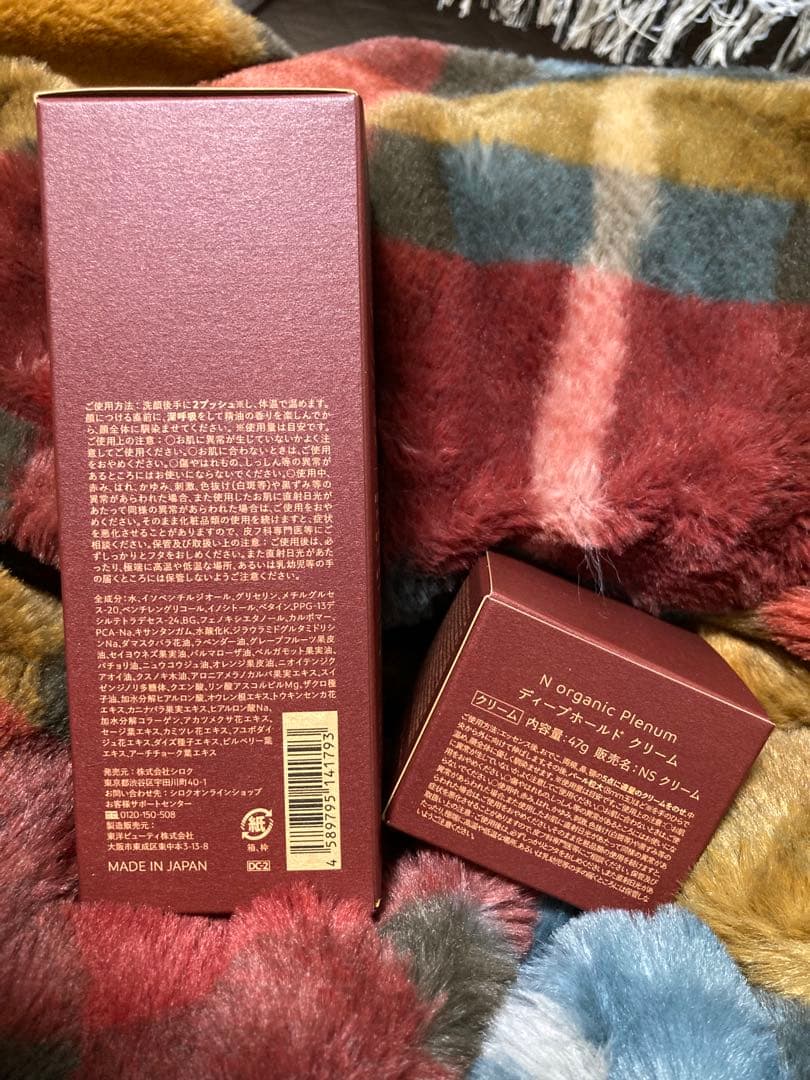 ご使用方法：洗顔後手に2プッシュ※し、体温で温めます。
顔につける直前に、深呼吸をして精油の香りを楽しんでか
ら、顔全体に馴染ませてください。※使用量は目安です。
ご使用上の注意：〇お肌に異常が生じていないかよく注
意してご使用ください。〇お肌に合わないときは、ご使用
をおやめください。〇傷やはれもの、しっしん等の異常が
あるところにはお使いにならないでください。〇使用中、
赤み、はれ、かゆみ、刺激、色抜け(白斑等)や黒ずみ等の
異常があらわれた場合、また使用したお肌に直射日光が
あたって同様の異常があらわれた場合は、ご使用をおや
めください。そのまま化粧品類の使用を続けますと、症状
を悪化させることがありますので、皮フ科専門医等にご
相談ください。保管及び取扱い上の注意：ご使用後は、必
ずしっかりとフタをおしめください。また直射日光があ
たったり、極端に高温や低温な場所、あるいは乳幼児等の手
の届くところには保管しないようご注意ください。
全成分：水、イソペンチルジオール、グリセリン、メチルグルセ
ス-20、ペンチレングリコール、イノシトール、ベタイン、PPG-13デ
シルテトラデセス-24、BG、フェノキシエタノール、カルボマー、
PCA-Na、キサンタンガム、水酸化K、ジラウラミドグルタミドリシ
ンNa、ダマスクバラ花油、ラベンダー油、グレープフルーツ果皮
油、セイヨウネズ果実油、パルマローザ油、ベルガモット果実油、
パチョリ油、ニュウコウジュ油、オレンジ果皮油、ニオイテンジク
アオイ油、クスノキ木油、アロニアメラノカルパ果実エキス、スイ
ゼンジノリ多糖体、クエン酸、リン酸アスコルビルMg、ザクロ種
子油、加水分解ヒアルロン酸、オウレン根エキス、トウキンセンカ花
エキス、カニナバラ果実エキス、ヒアルロン酸Na、
加水分解コラーゲン、アカツメクサ花エキス、
セージ葉エキス、カミツレ花エキス、フユボダイ
ジュ花エキス、ダイズ種子エキス、ビルベリー葉
エキス、アーチチョーク葉エキス
発売元：株式会社シロク
東京都渋谷区宇田川町40-1
お問い合わせ先：シロクオンラインショップ
お客様サポートセンター
0120-150-508
製造販売元：
東洋ビューティ株式会社
大阪市東成区東中本3-13-8
MADE IN JAPAN
紙
箱、枠
DC-2
4 589795 141793
N organic Plenum
ディープホールド クリーム
クリーム 内容量：47g 販売名：NS クリーム